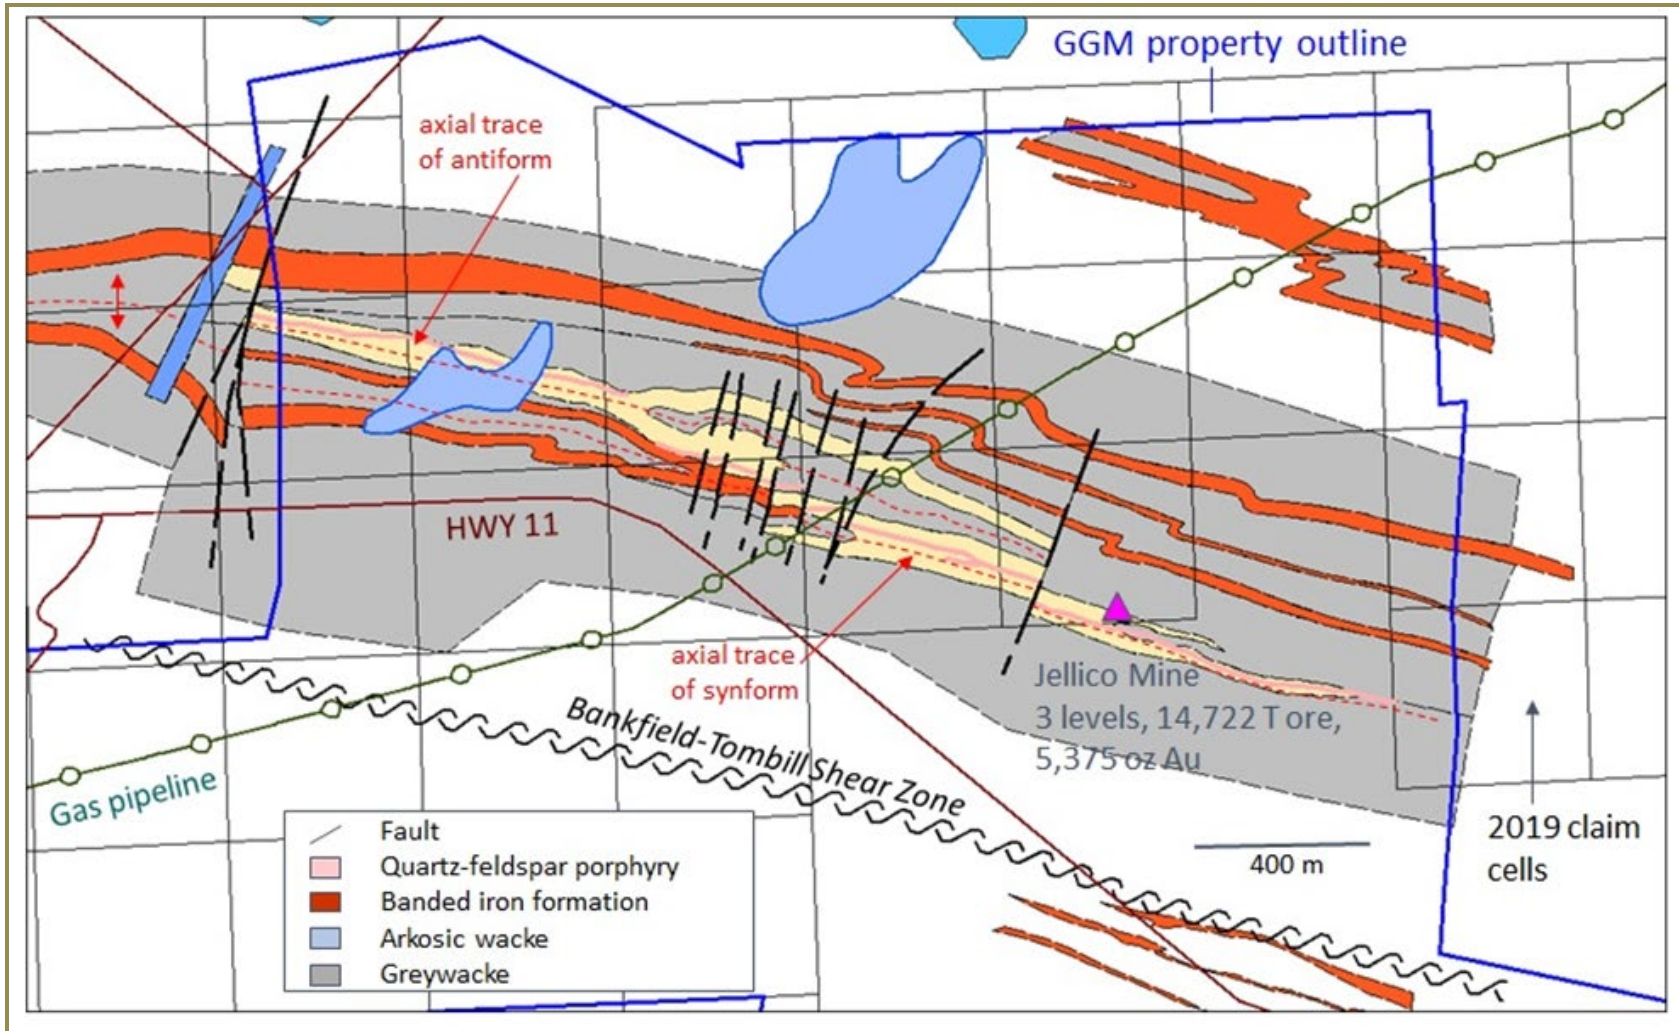 GGM property outline
axial trace
of antiform
HWY 11
axial trace
of synform
Jellico Mine
3 levels, 14,722 T ore,
5,375 oz Au
Bankfield-Tombill Shear Zone
Gas pipeline
2019 claim
cells
400 m
Fault
Quartz-feldspar porphyry
Banded iron formation
Arkosic wacke
Greywacke